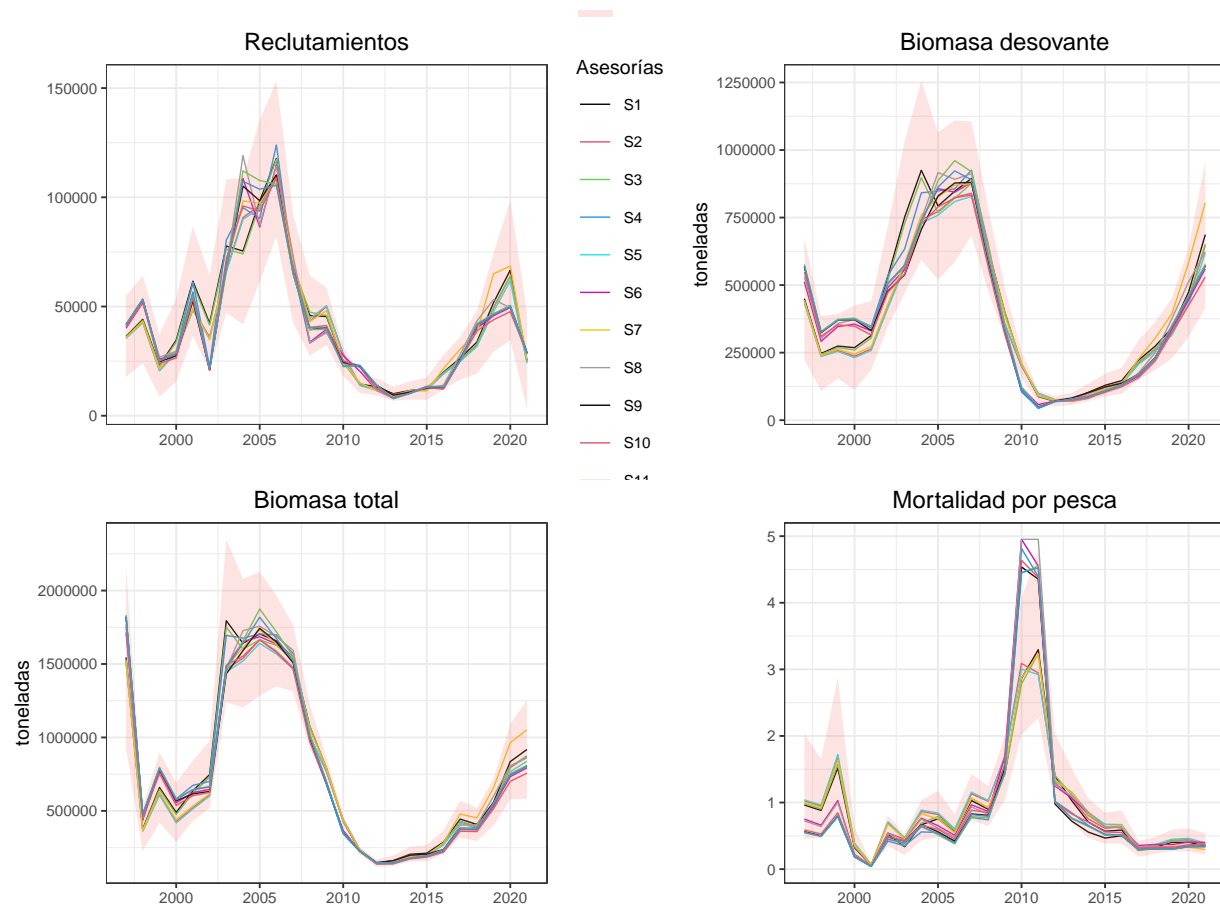 Reclutamientos
150000
100000
50000
0
2000
2005
2010
2015
2020
Asesorías
S1
S2
S3
S4
S5
S6
S7
S8
S9
S10
S11
Biomasa desovante
toneladas
1250000
1000000
750000
500000
250000
0
2000
2005
2010
2015
2020
Biomasa total
toneladas
2000000
1500000
1000000
500000
2000
2005
2010
2015
2020
Mortalidad por pesca
5
4
3
2
1
0
2000
2005
2010
2015
2020